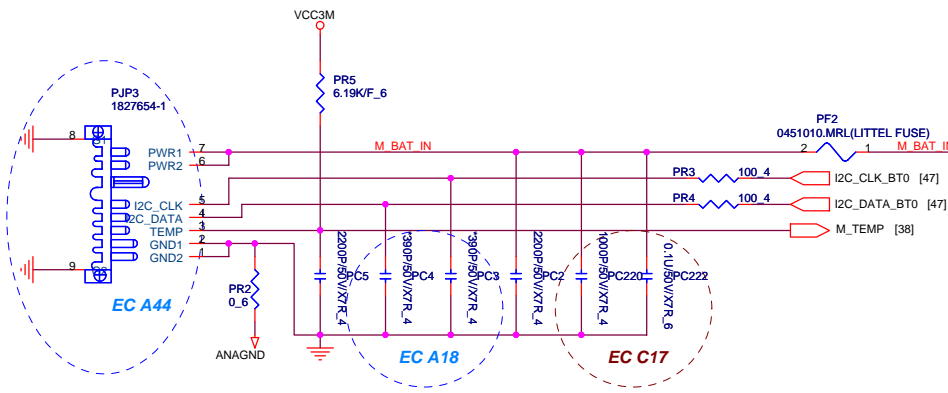 VCC3M
PR5
6.19K/F_6
PJP3
1827654-1
PF2
0451010.MRL(LITTEL FUSE)
8
PWR1 7
PWR2 6
M_BAT_IN
2 1
M_BAT_IN
I2C_CLK 5
I2C_DATA 4
TEMP 3
GND1 2
GND2 1
PR3 100_4
I2C_CLK_BT0 [47]
PR4 100_4
I2C_DATA_BT0 [47]
M_TEMP [38]
9
PR2
0_6
ANAGND
PC5
2200P/50V/X7R_4
PC4
*390P/50V/X7R_4
PC3
*390P/50V/X7R_4
PC2
2200P/50V/X7R_4
PC220
1000P/50V/X7R_4
PC222
0.1U/50V/X7R_6
EC A44
EC A18
EC C17